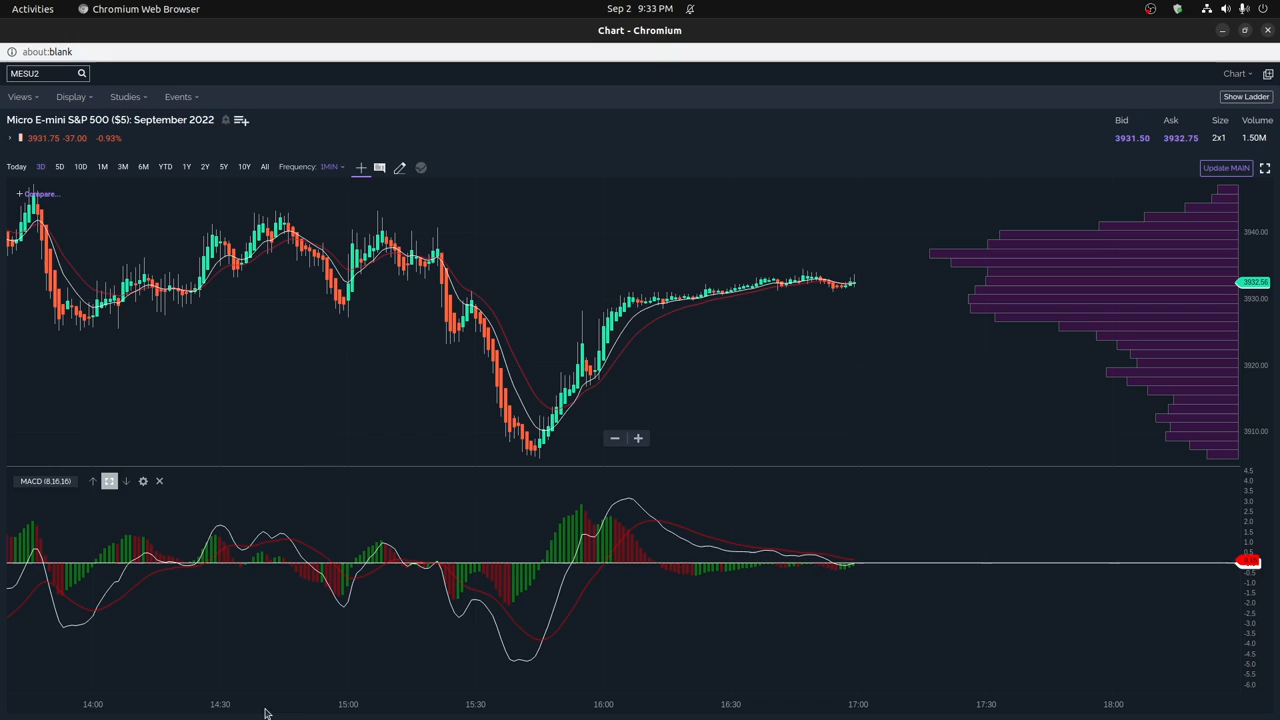 Activities Chromium Web Browser Sep 2 9:33 PM
Chart - Chromium
about:blank
MESU2 Chart
Views Display Studies Events Show Ladder
Micro E-mini S&P 500 ($5): September 2022 Bid Ask Size Volume
3931.75 -37.00 -0.93% 3931.50 3932.75 2x1 1.50M
Today 3D 5D 10D 1M 3M 6M YTD 1Y 2Y 5Y 10Y All Frequency: 1MIN Update MAIN
Compare...
3940.00
3932.56
3930.00
3920.00
3910.00
4.5
MACD (8,16,16) 4.0
3.5
3.0
2.5
2.0
1.5
1.0
0.5
-0.5
-1.0
-1.5
-2.0
-2.5
-3.0
-3.5
-4.0
-4.5
-5.0
-5.5
-6.0
14:00 14:30 15:00 15:30 16:00 16:30 17:00 17:30 18:00